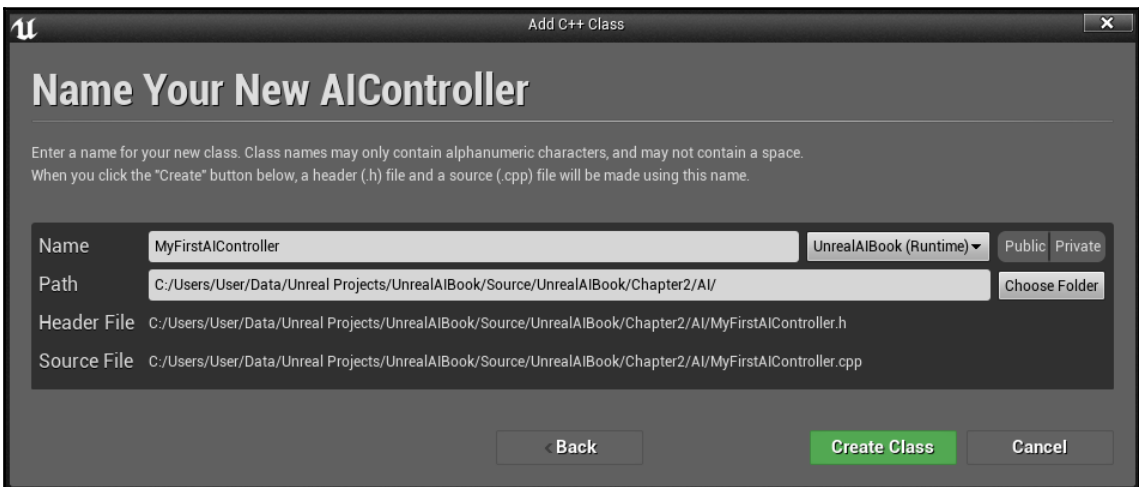 Add C++ Class
Name Your New AIController
Enter a name for your new class. Class names may only contain alphanumeric characters, and may not contain a space.
When you click the "Create" button below, a header (.h) file and a source (.cpp) file will be made using this name.
Name MyFirstAIController UnrealAIBook (Runtime) Public Private
Path C:/Users/User/Data/Unreal Projects/UnrealAIBook/Source/UnrealAIBook/Chapter2/AI/ Choose Folder
Header File C:/Users/User/Data/Unreal Projects/UnrealAIBook/Source/UnrealAIBook/Chapter2/AI/MyFirstAIController.h
Source File C:/Users/User/Data/Unreal Projects/UnrealAIBook/Source/UnrealAIBook/Chapter2/AI/MyFirstAIController.cpp
Back Create Class Cancel